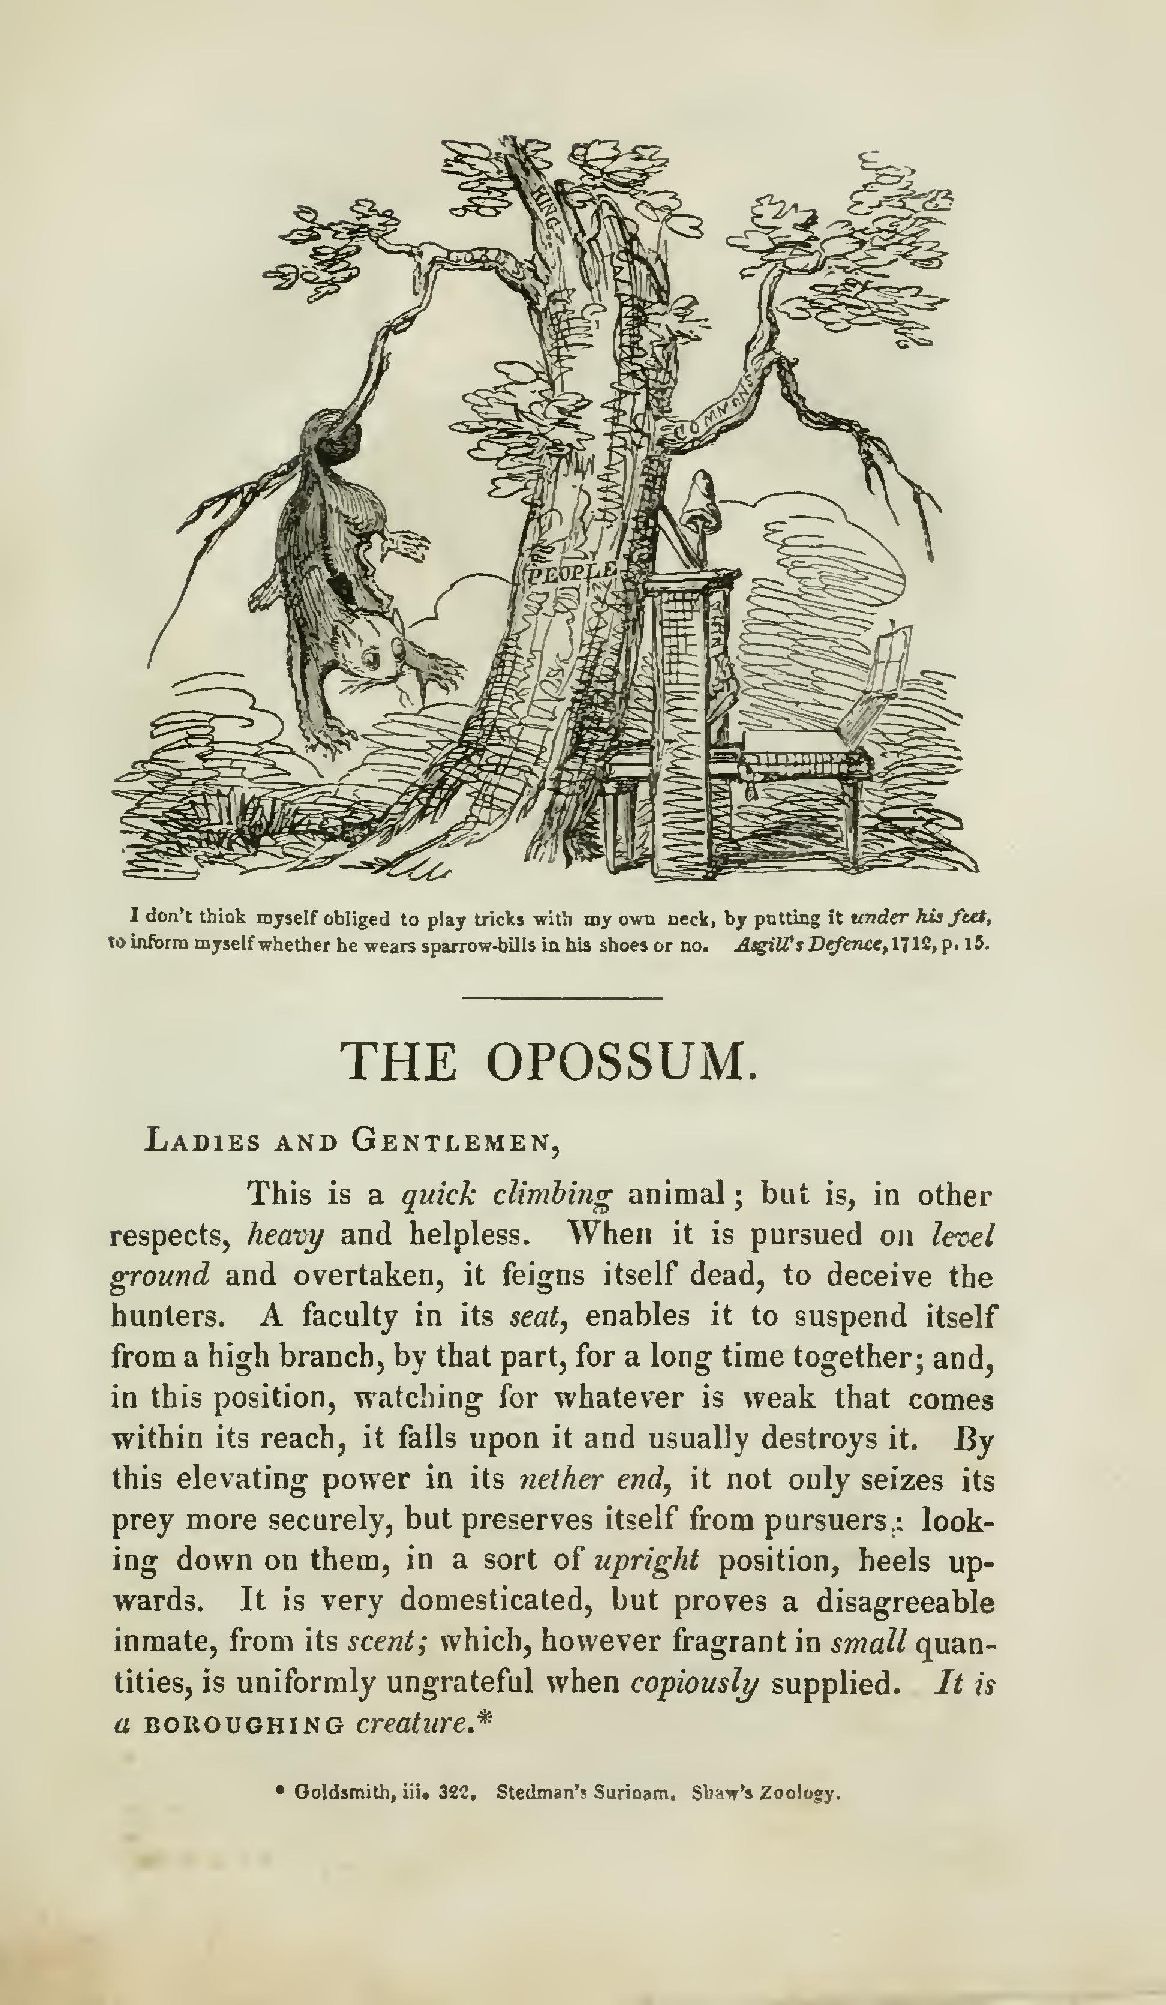 KING
LORDS
COMMONS
PEOPLE
I don't think myself obliged to play tricks with my own neck, by putting it under his feet,
to inform myself whether he wears sparrow-bills in his shoes or no. Asgill's Defence, 1712, p. 15.
THE OPOSSUM.
LADIES AND GENTLEMEN,
This is a quick climbing animal; but is, in other
respects, heavy and helpless. When it is pursued on level
ground and overtaken, it feigns itself dead, to deceive the
hunters. A faculty in its seat, enables it to suspend itself
from a high branch, by that part, for a long time together; and,
in this position, watching for whatever is weak that comes
within its reach, it falls upon it and usually destroys it. By
this elevating power in its nether end, it not only seizes its
prey more securely, but preserves itself from pursuers; look-
ing down on them, in a sort of upright position, heels up-
wards. It is very domesticated, but proves a disagreeable
inmate, from its scent; which, however fragrant in small quan-
tities, is uniformly ungrateful when copiously supplied. It is
a BOROUGHING creature.*
* Goldsmith, iii. 322. Stedman's Surinam. Shaw's Zoology.